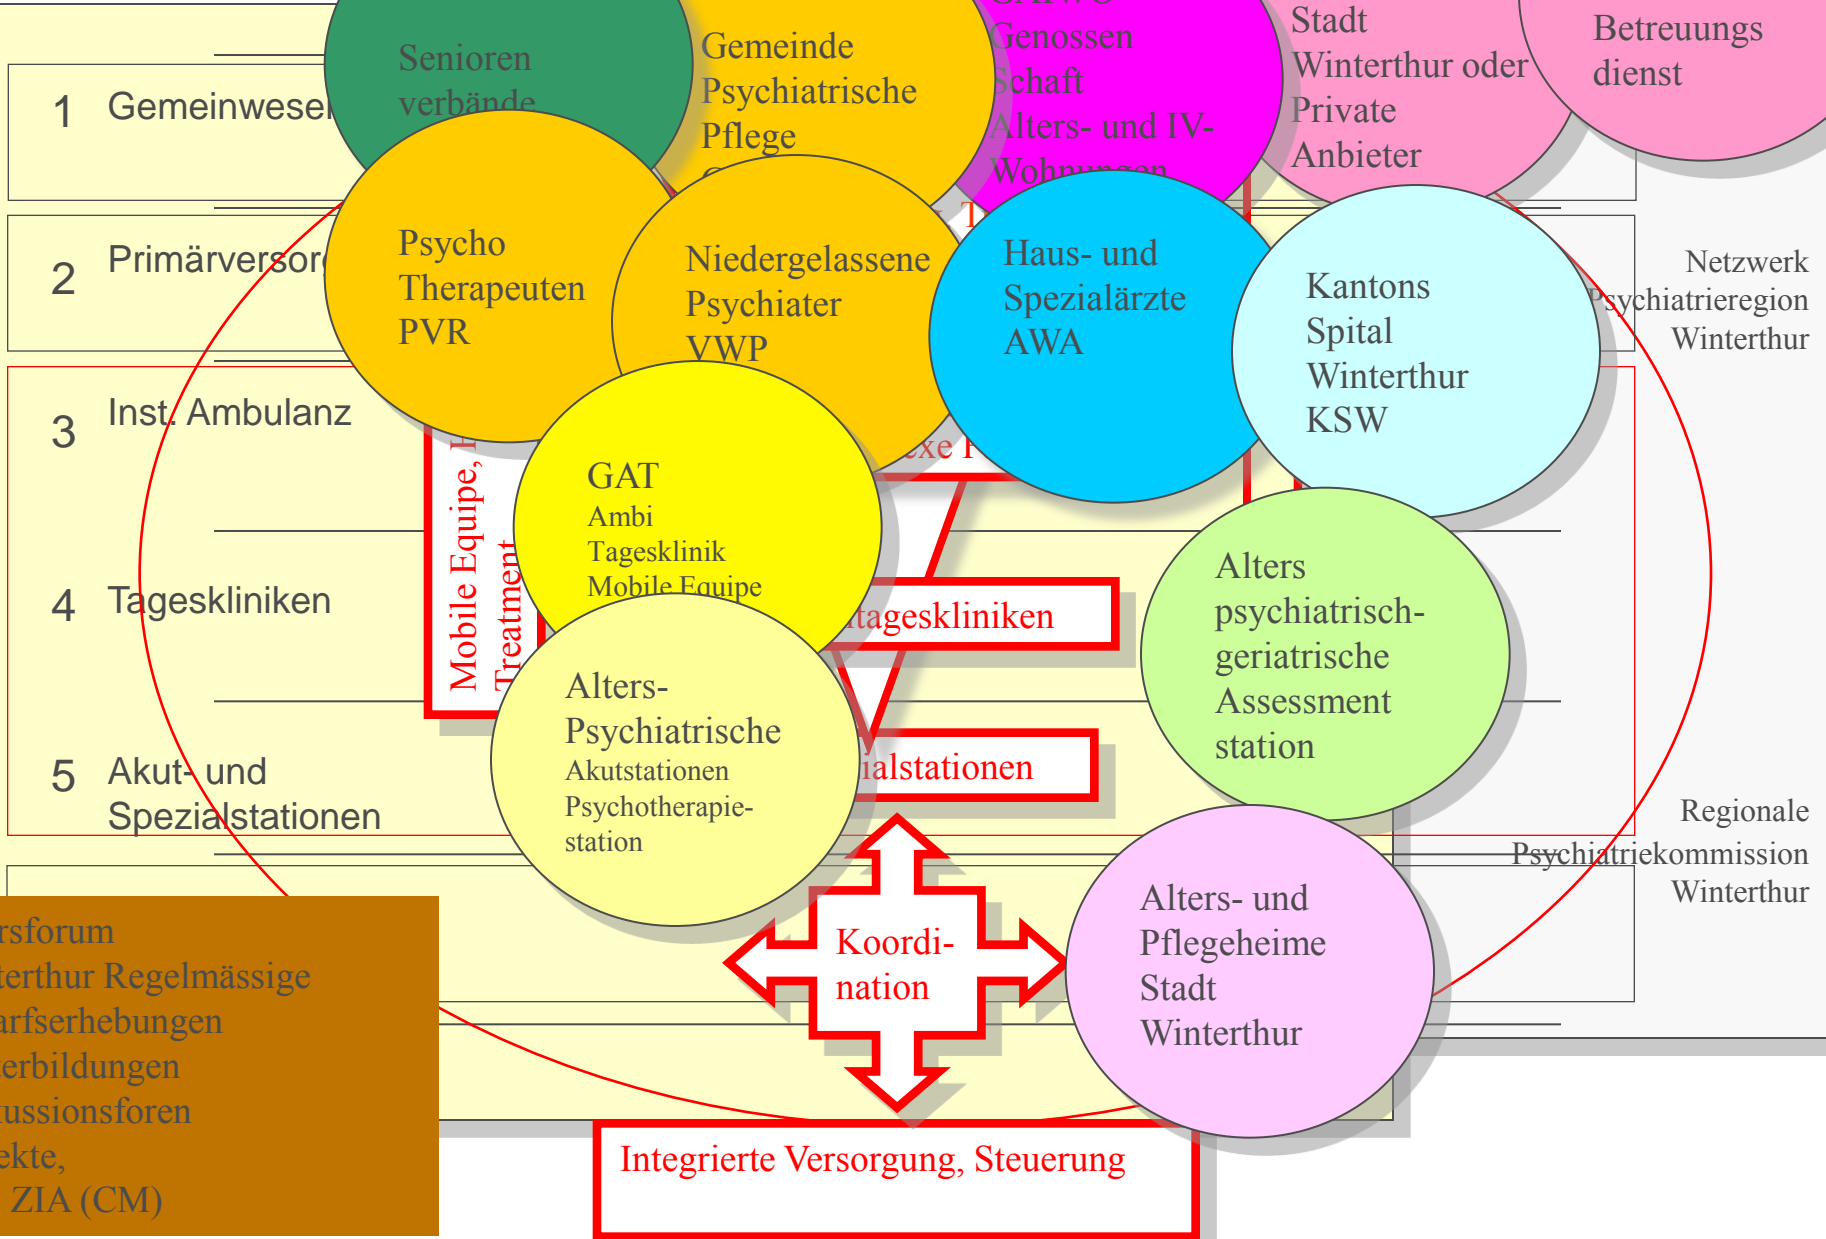 Senioren
verbände
Gemeinde
Psychiatrische
Pflege
Genossen
Schaft
Alters- und IV-
Wohnungen
Stadt
Winterthur oder
Private
Anbieter
Betreuungs
dienst
1 Gemeinwesen
2 Primärversor
3 Inst. Ambulanz
4 Tageskliniken
5 Akut- und
Spezialstationen
Psycho
Therapeuten
PVR
Niedergelassene
Psychiater
VWP
Haus- und
Spezialärzte
AWA
Kantons
Spital
Winterthur
KSW
Netzwerk
Psychiatrieregion
Winterthur
Mobile Equipe,
Treatment
GAT
Ambi
Tagesklinik
Mobile Equipe
tageskliniken
Alters
psychiatrisch-
geriatrische
Assessment
station
Alters-
Psychiatrische
Akutstationen
Psychotherapie-
station
ialstationen
Regionale
Psychiatriekommission
Winterthur
Koordi-
nation
Alters- und
Pflegeheime
Stadt
Winterthur
rsforum
terthur Regelmässige
arfserhebungen
terbildungen
kussionsforen
ekte,
ZIA (CM)
Integrierte Versorgung, Steuerung